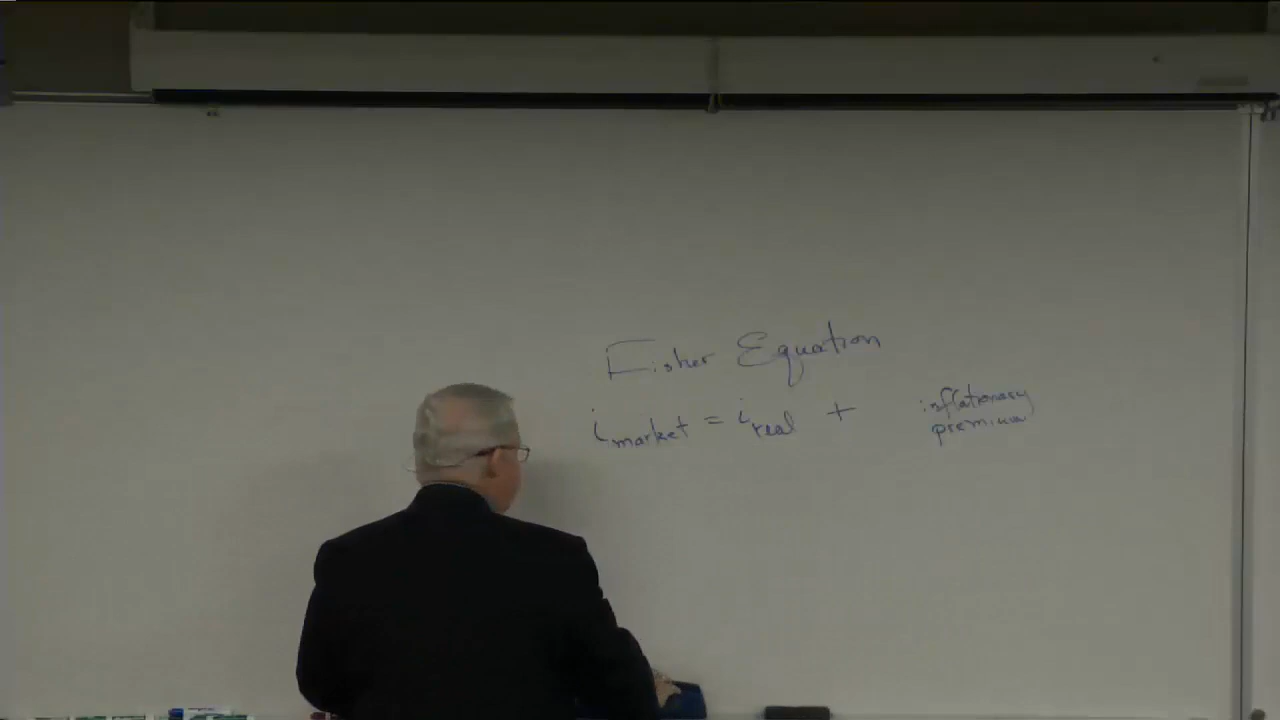 Fisher Equation
i market = i real + inflationary
premium